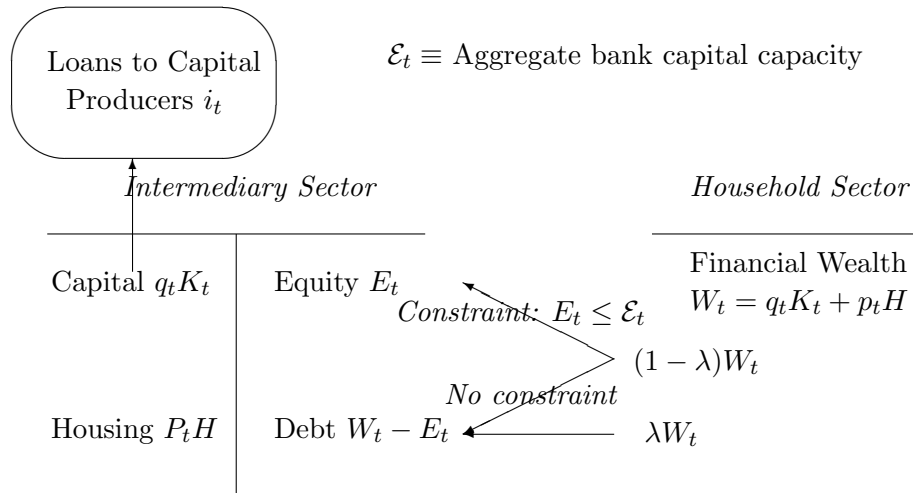 Loans to Capital
Producers i_t
ℰ_t ≡ Aggregate bank capital capacity
Intermediary Sector
Household Sector
Capital q_tK_t
Equity E_t
Financial Wealth
W_t = q_tK_t + p_tH
Constraint: E_t ≤ ℰ_t
(1 − λ)W_t
No constraint
Housing P_tH
Debt W_t − E_t
λW_t